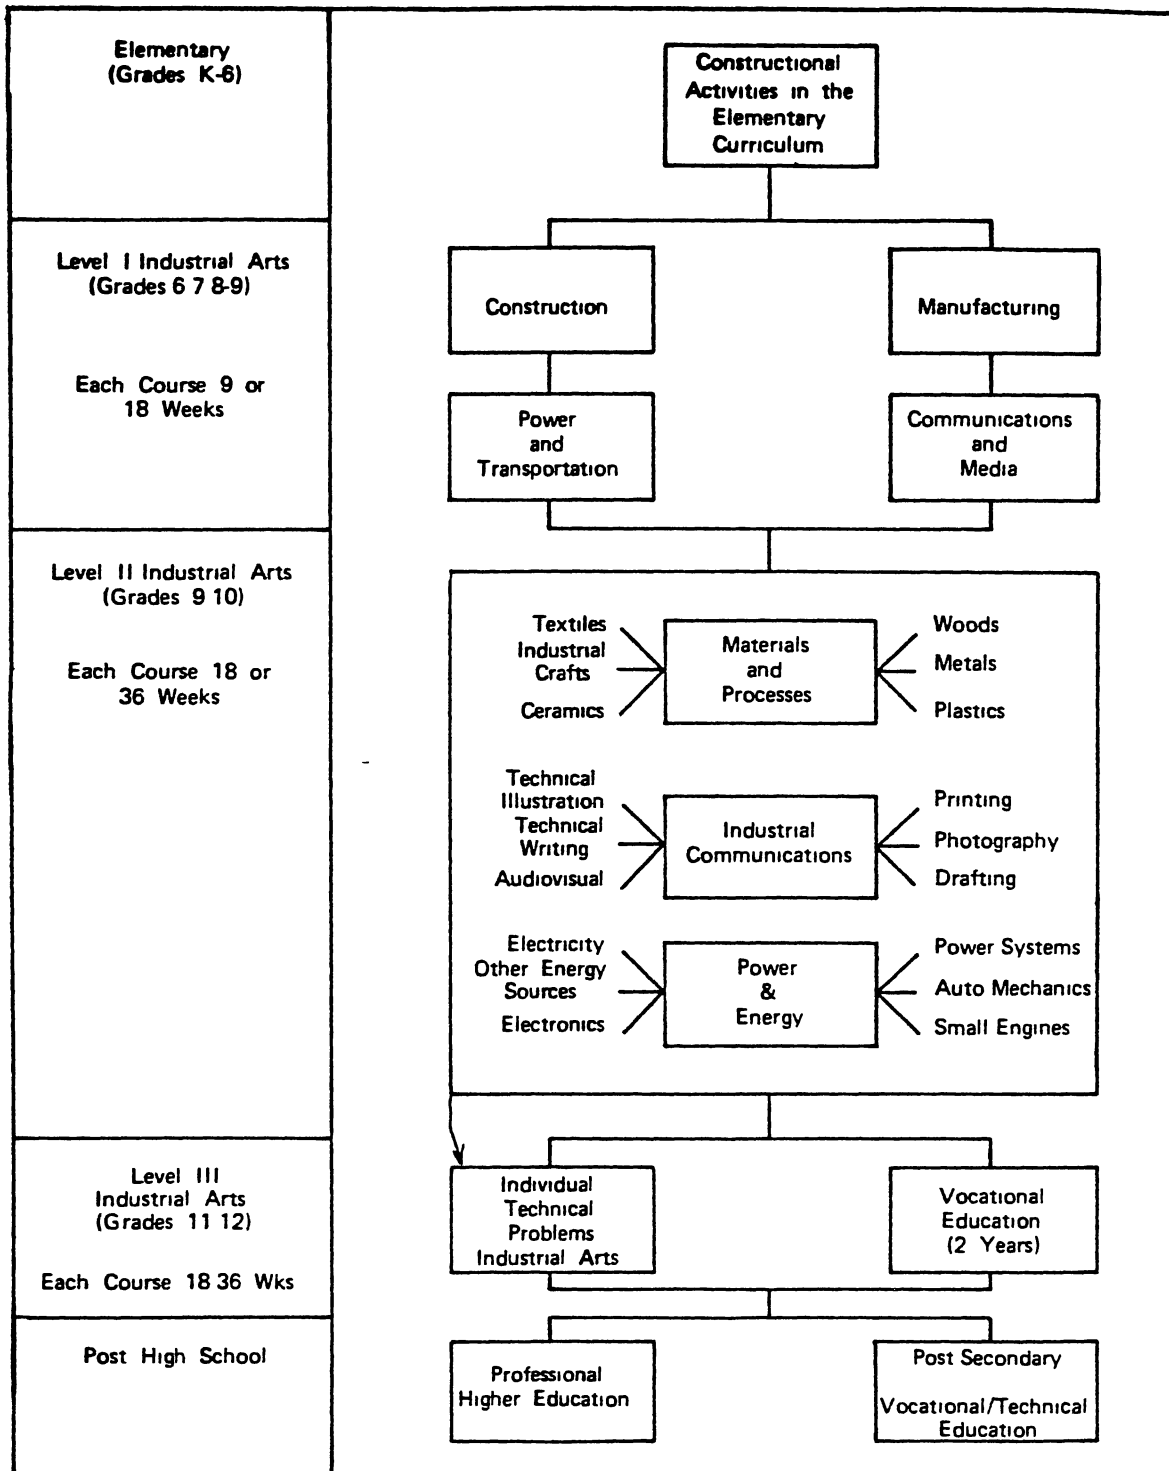 Elementary
(Grades K-6)
Constructional
Activities in the
Elementary
Curriculum
Level I Industrial Arts
(Grades 6 7 8-9)
Each Course 9 or
18 Weeks
Construction
Manufacturing
Power
and
Transportation
Communications
and
Media
Level II Industrial Arts
(Grades 9 10)
Each Course 18 or
36 Weeks
Textiles
Industrial
Crafts
Ceramics
Materials
and
Processes
Woods
Metals
Plastics
Technical
Illustration
Technical
Writing
Audiovisual
Industrial
Communications
Printing
Photography
Drafting
Electricity
Other Energy
Sources
Electronics
Power
&
Energy
Power Systems
Auto Mechanics
Small Engines
Level III
Industrial Arts
(Grades 11 12)
Each Course 18 36 Wks
Individual
Technical
Problems
Industrial Arts
Vocational
Education
(2 Years)
Post High School
Professional
Higher Education
Post Secondary
Vocational/Technical
Education